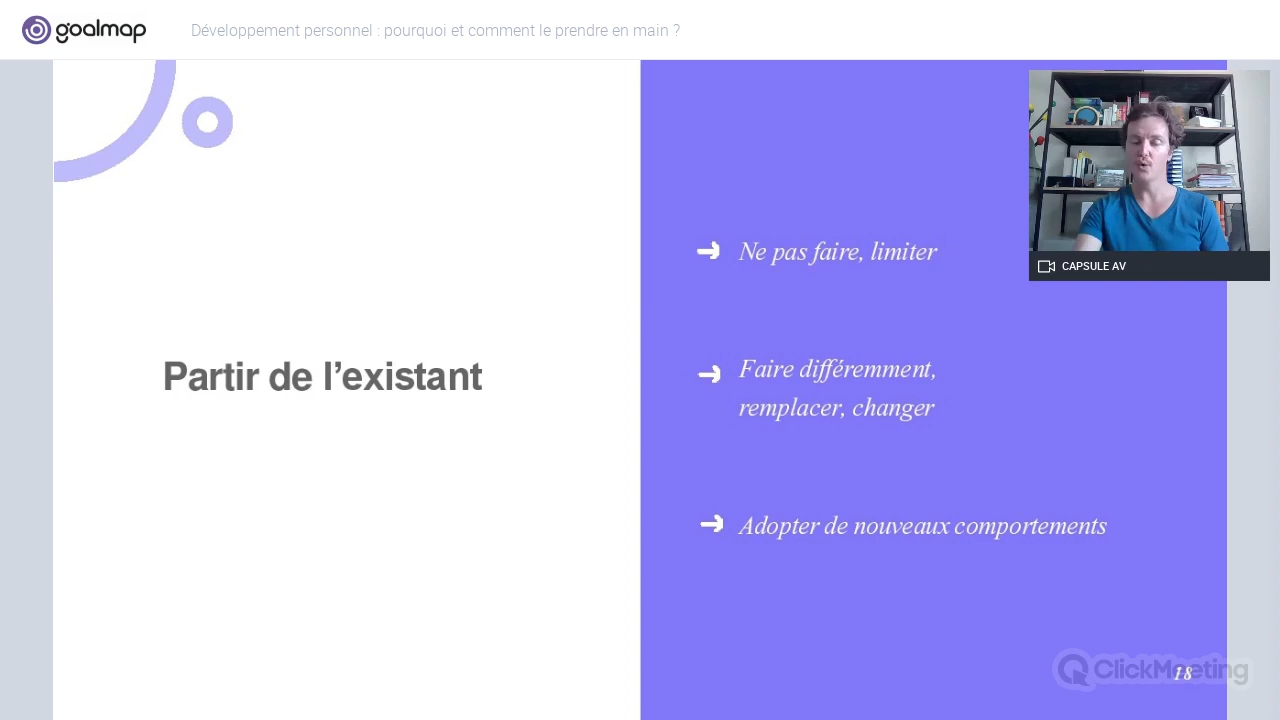 goalmap
Développement personnel : pourquoi et comment le prendre en main ?
CAPSULE AV
Partir de l’existant
Ne pas faire, limiter
Faire différemment,
remplacer, changer
Adopter de nouveaux comportements
ClickMeeting
18